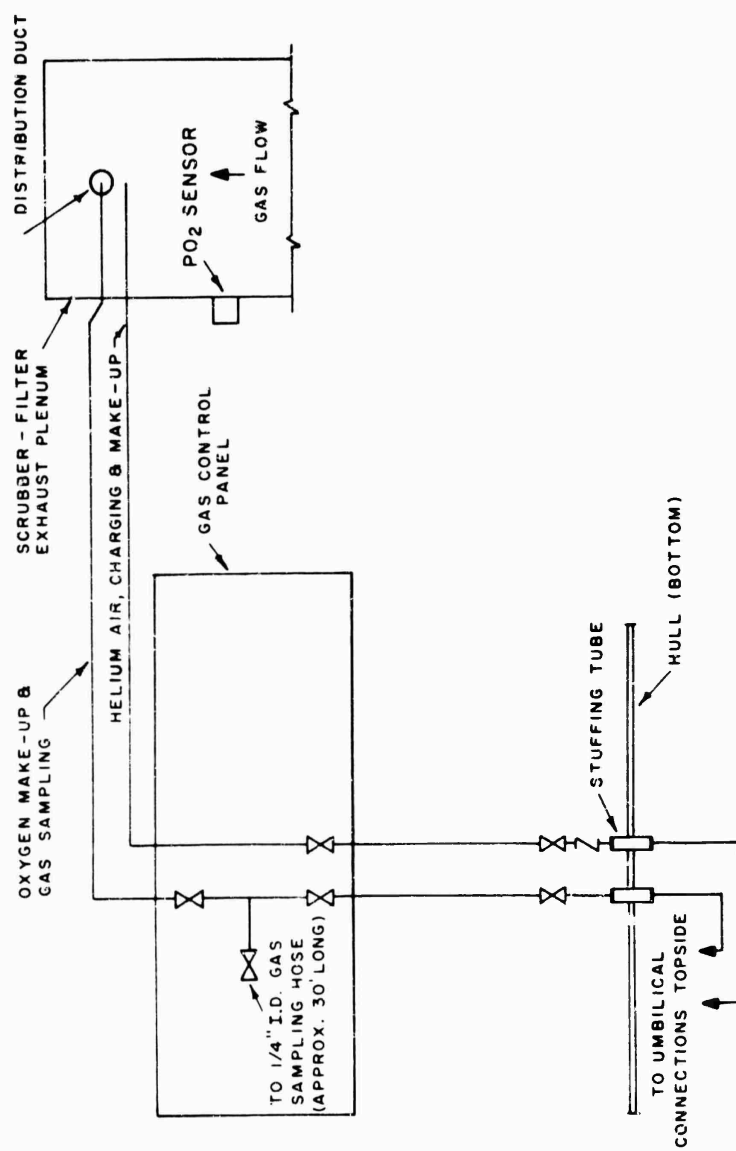 OXYGEN MAKE-UP &
GAS SAMPLING
SCRUBBER - FILTER
EXHAUST PLENUM
DISTRIBUTION DUCT
HELIUM AIR, CHARGING & MAKE-UP
PO2 SENSOR
GAS FLOW
GAS CONTROL
PANEL
TO 1/4" I.D. GAS
SAMPLING HOSE
(APPROX. 30' LONG)
STUFFING TUBE
HULL (BOTTOM)
TO UMBILICAL
CONNECTIONS TOPSIDE